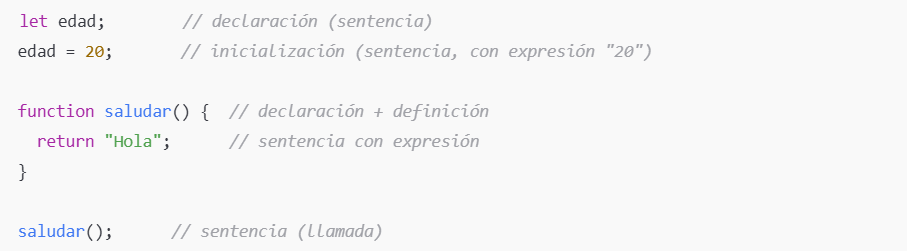 let edad;        // declaración (sentencia)
edad = 20;       // inicialización (sentencia, con expresión "20")
function saludar() {  // declaración + definición
  return "Hola";      // sentencia con expresión
}
saludar();      // sentencia (llamada)